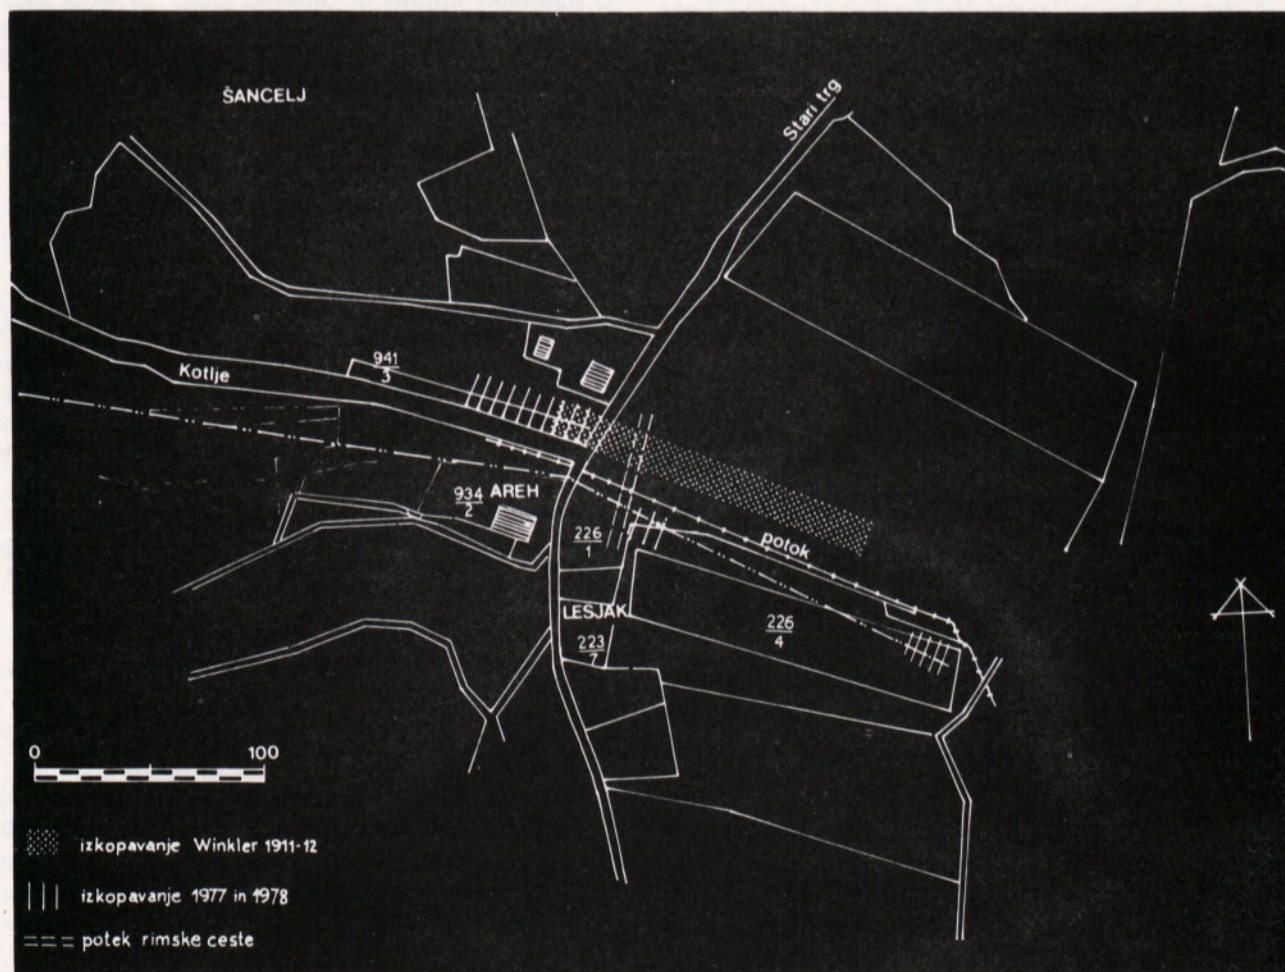 ŠANCELJ
Stari trg
941
3
Kotlje
934
2
AREH
226
1
potok
LESJAK
226
4
223
7
0 100
izkopavanje Winkler 1911-12
izkopavanje 1977 in 1978
potek rimske ceste